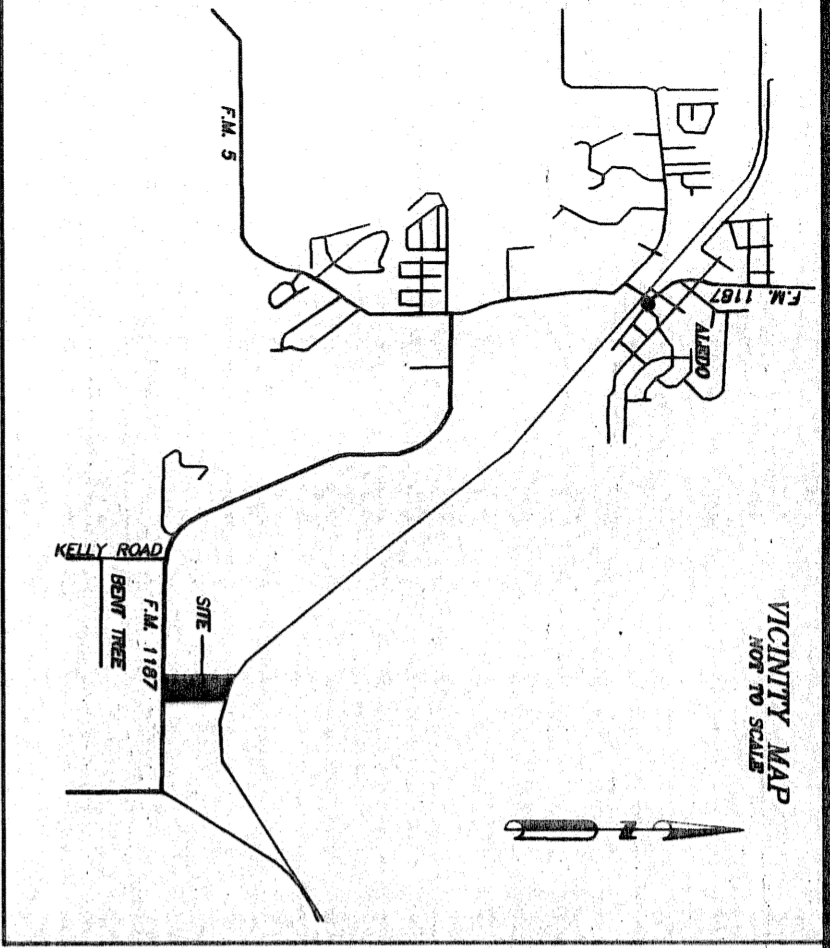 VICINITY MAP
NOT TO SCALE
F.M. 1187
ALEDO
F.M. 5
SITE
F.M. 1187
KELLY ROAD
BENT TREE
N